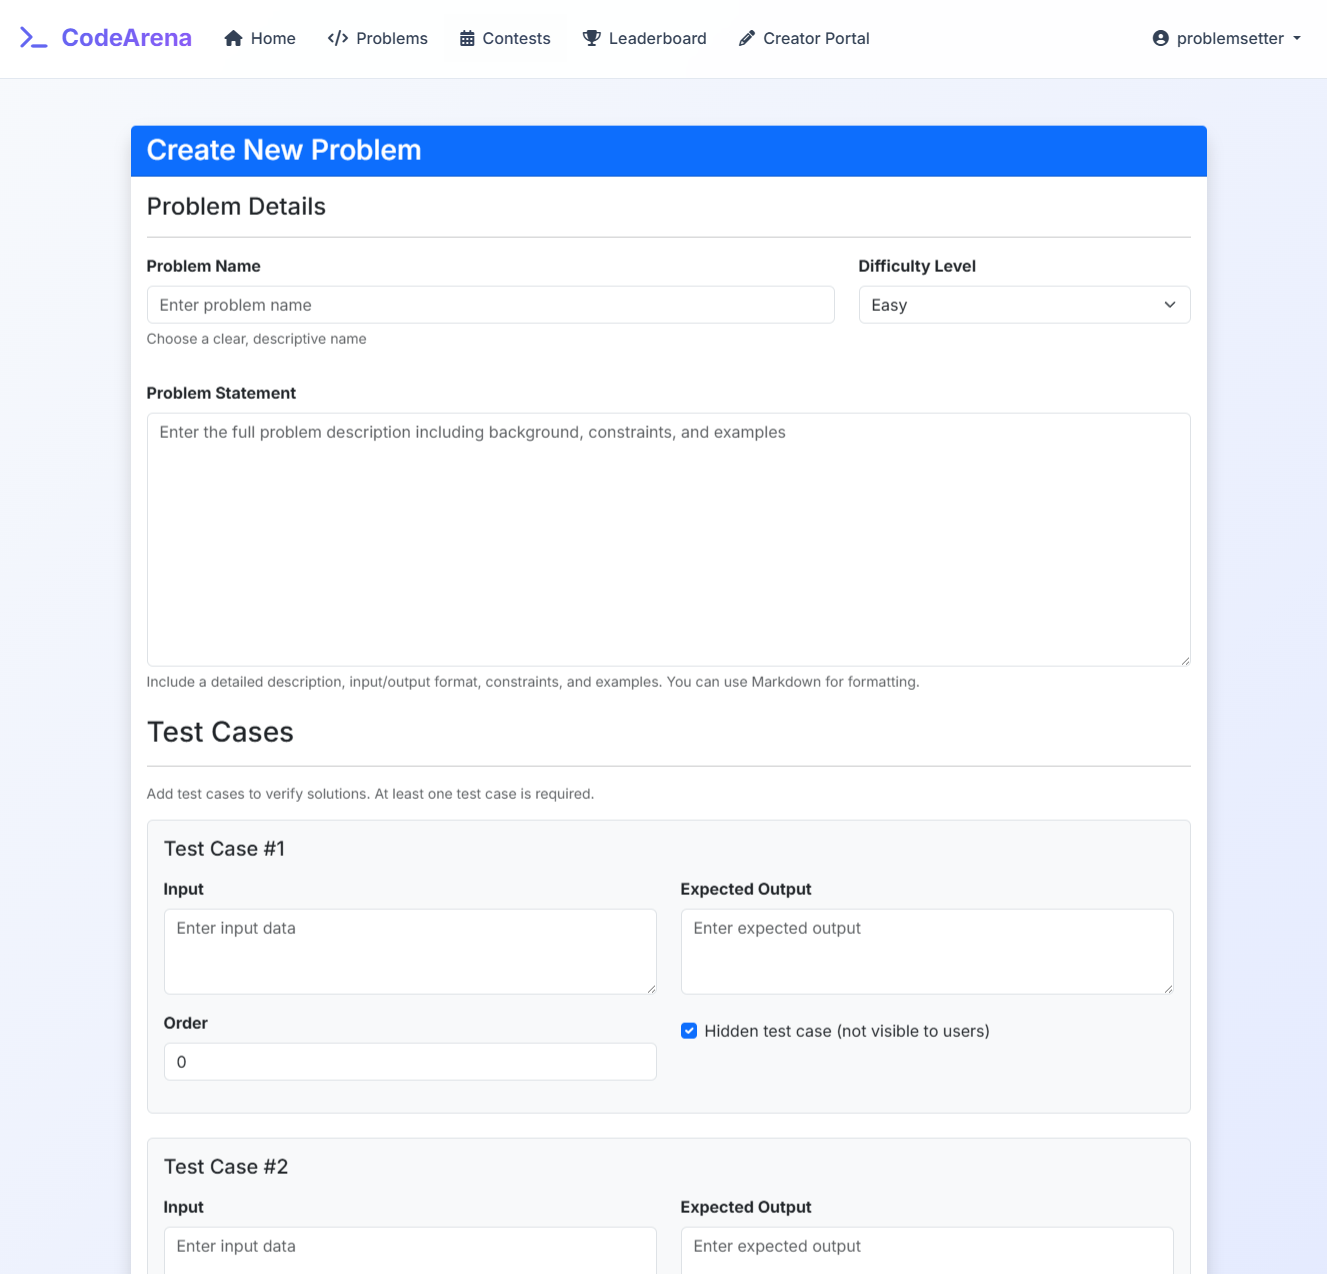 CodeArena Home Problems Contests Leaderboard Creator Portal problemsetter
Create New Problem
Problem Details
Problem Name Difficulty Level
Enter problem name Easy
Choose a clear, descriptive name
Problem Statement
Enter the full problem description including background, constraints, and examples
Include a detailed description, input/output format, constraints, and examples. You can use Markdown for formatting.
Test Cases
Add test cases to verify solutions. At least one test case is required.
Test Case #1
Input Expected Output
Enter input data Enter expected output
Order Hidden test case (not visible to users)
0
Test Case #2
Input Expected Output
Enter input data Enter expected output